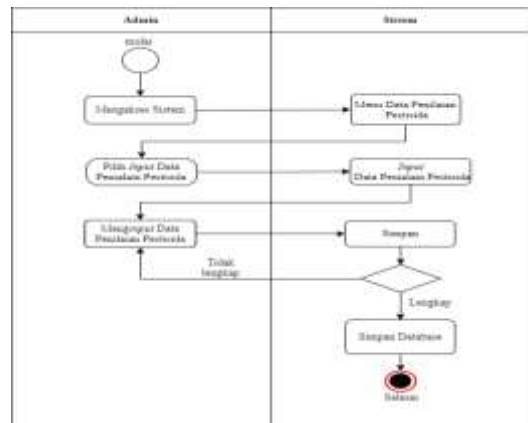 Admin
Sistem
mulai
Mengakses Sistem
Menu Data Penilaian
Pestisida
Pilih Input Data
Penilaian Pestisida
Input
Data Penilaian Pestisida
Menginput Data
Penilaian Pestisida
Simpan
Tidak
lengkap
Lengkap
Simpan Database
Selesai